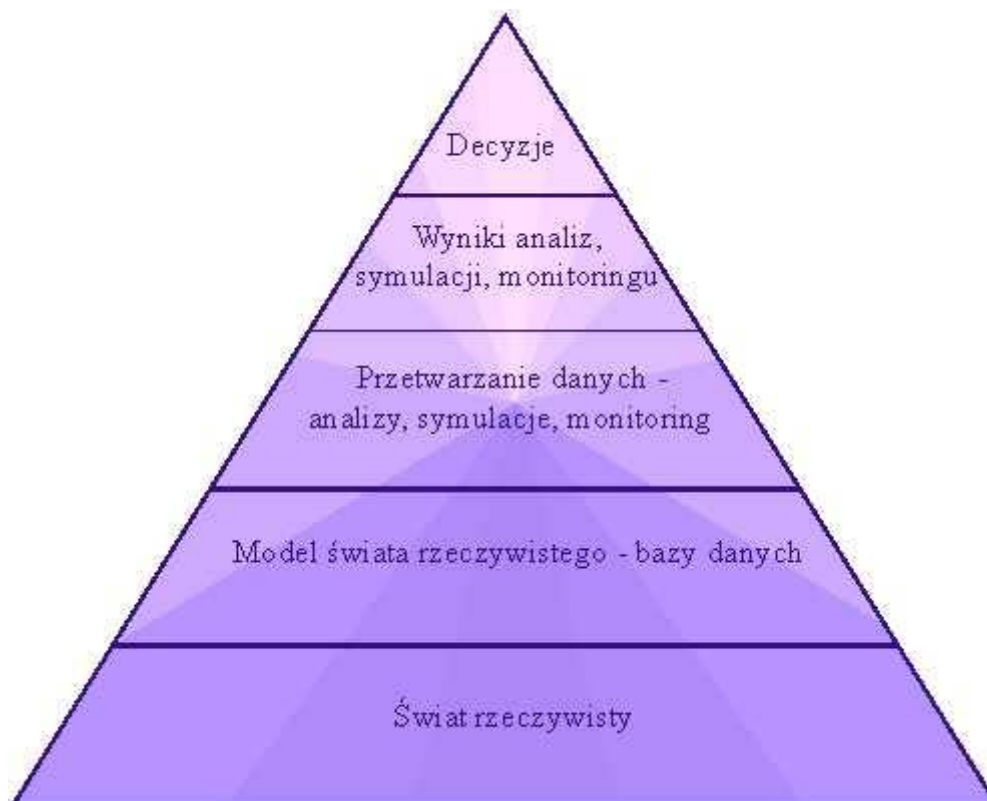 Decyzje
Wyniki analiz,
symulacji, monitoringu
Przetwarzanie danych -
analizy, symulacje, monitoring
Model świata rzeczywistego - bazy danych
Świat rzeczywisty